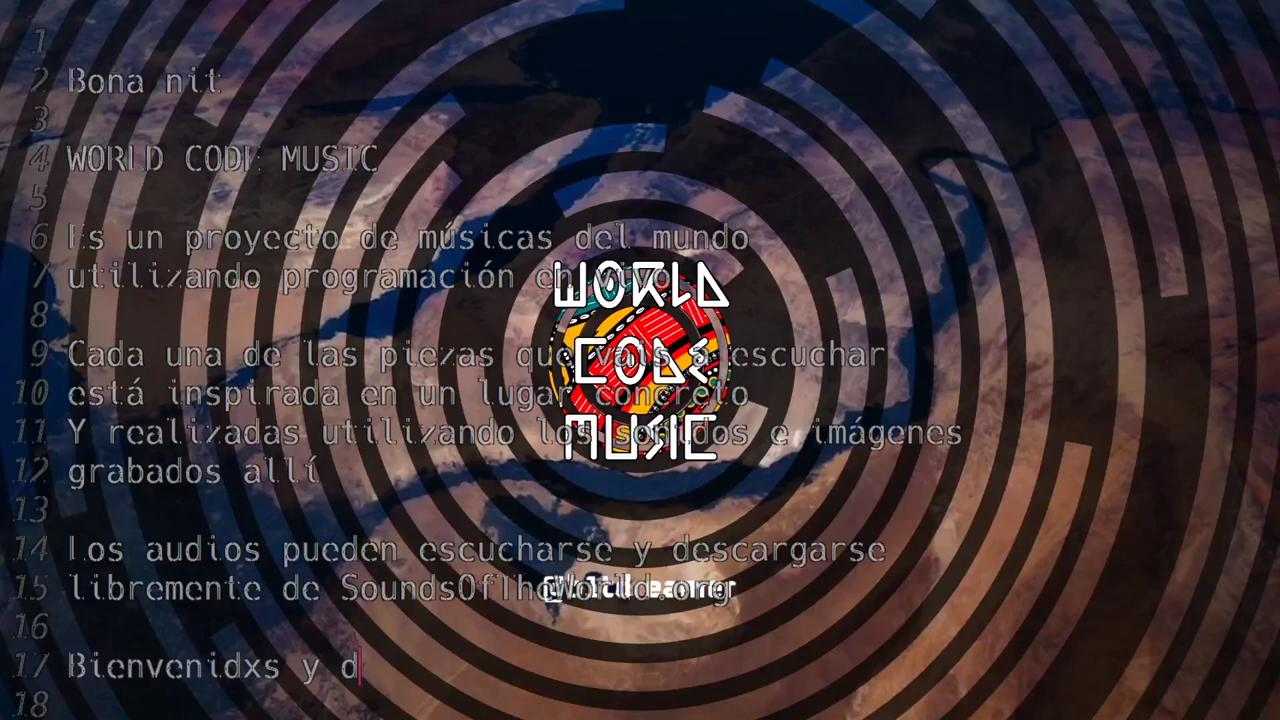 1
2 Bona nit
3
4 WORLD CODE MUSIC
5
6 Es un proyecto de músicas del mundo
7 utilizando programación en vivo
8
9 Cada una de las piezas que vais a escuchar
10 está inspirada en un lugar concreto
11 Y realizadas utilizando los sonidos e imágenes
12 grabados allí
13
14 Los audios pueden escucharse y descargarse
15 libremente de SoundsOfTheWorld.org
16
17 Bienvenidxs y d
18
WORLD
CODE
MUSIC